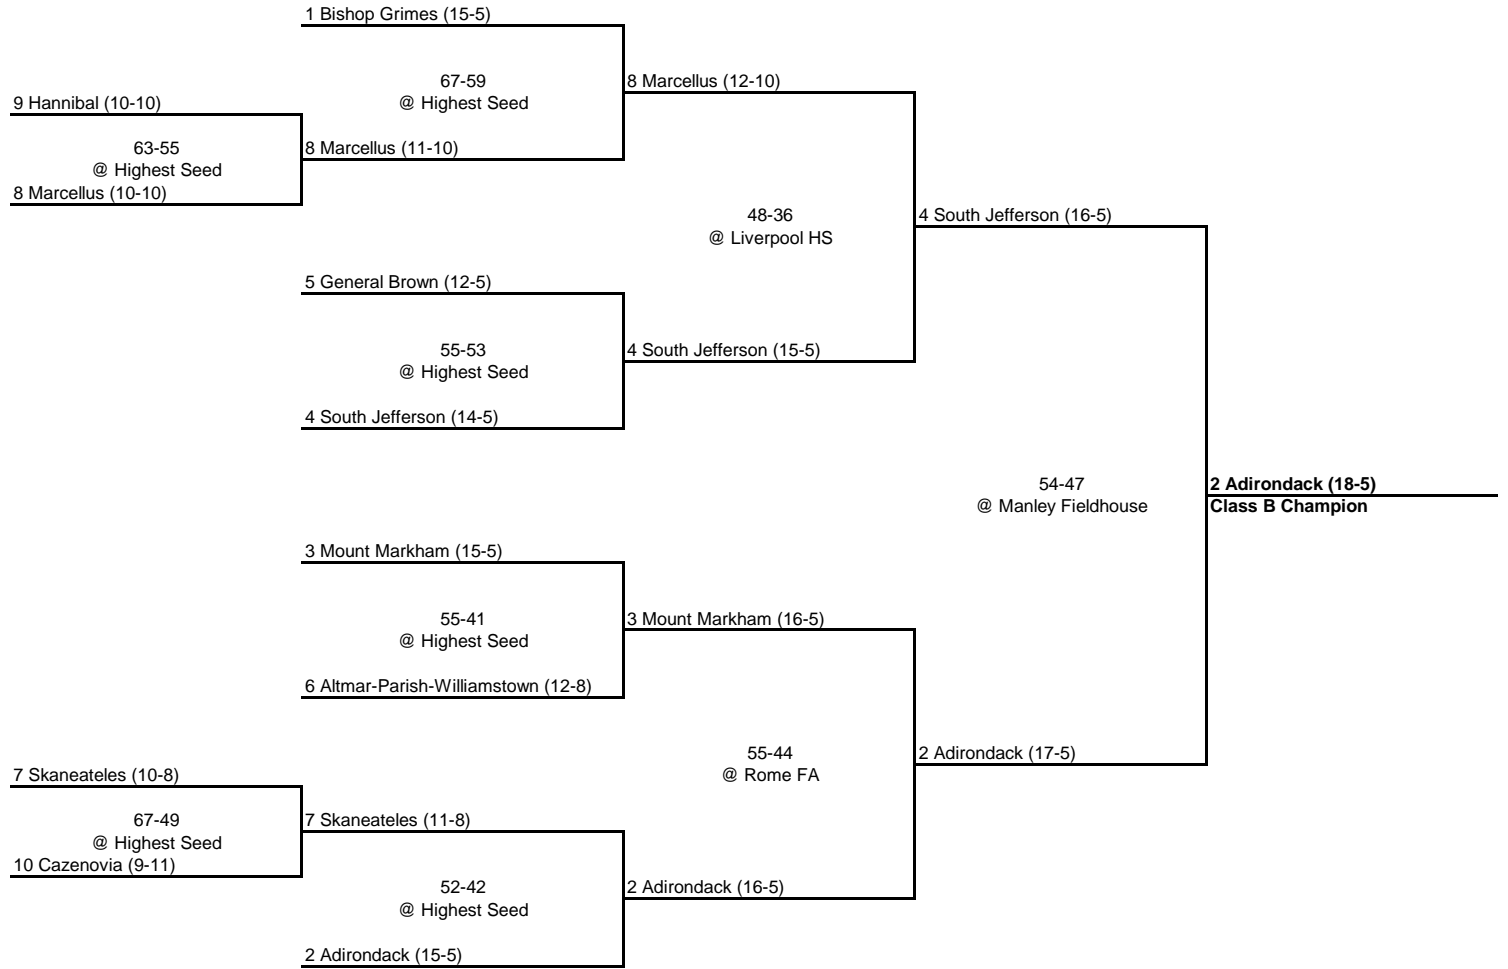 1 Bishop Grimes (15-5)
67-59
@ Highest Seed
8 Marcellus (12-10)
9 Hannibal (10-10)
63-55
@ Highest Seed
8 Marcellus (11-10)
8 Marcellus (10-10)
48-36
@ Liverpool HS
4 South Jefferson (16-5)
5 General Brown (12-5)
55-53
@ Highest Seed
4 South Jefferson (15-5)
4 South Jefferson (14-5)
54-47
@ Manley Fieldhouse
2 Adirondack (18-5)
Class B Champion
3 Mount Markham (15-5)
55-41
@ Highest Seed
3 Mount Markham (16-5)
6 Altmar-Parish-Williamstown (12-8)
55-44
@ Rome FA
2 Adirondack (17-5)
7 Skaneateles (10-8)
67-49
@ Highest Seed
7 Skaneateles (11-8)
10 Cazenovia (9-11)
52-42
@ Highest Seed
2 Adirondack (16-5)
2 Adirondack (15-5)